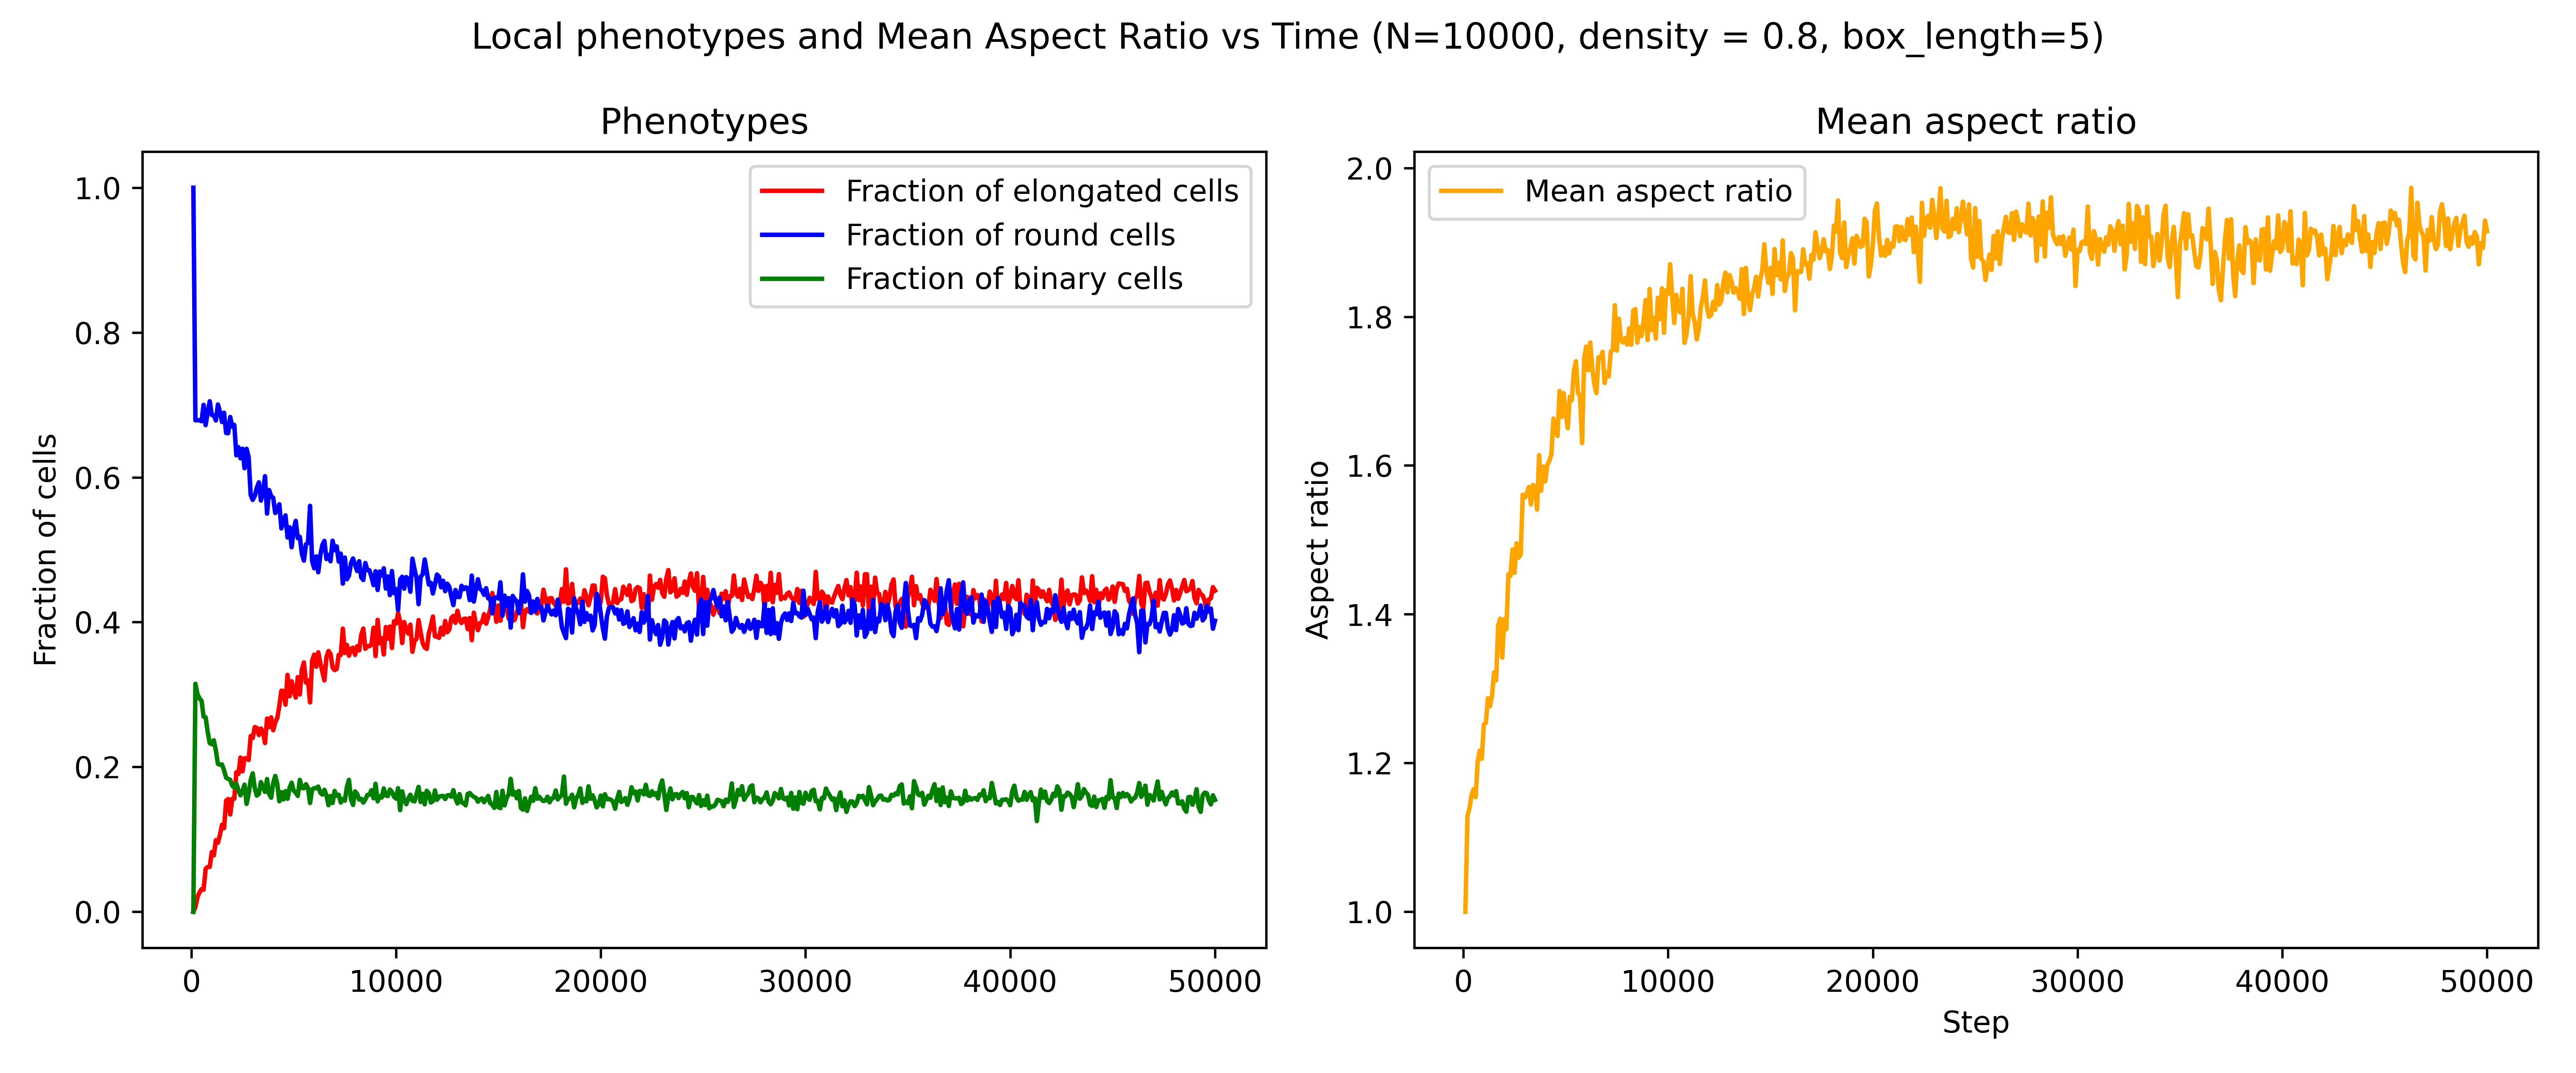 Local phenotypes and Mean Aspect Ratio vs Time (N=10000, density = 0.8, box_length=5)
Phenotypes
Fraction of cells
1.0
0.8
0.6
0.4
0.2
0.0
Fraction of elongated cells
Fraction of round cells
Fraction of binary cells
0 10000 20000 30000 40000 50000
Mean aspect ratio
Aspect ratio
2.0
1.8
1.6
1.4
1.2
1.0
Mean aspect ratio
0 10000 20000 30000 40000 50000
Step